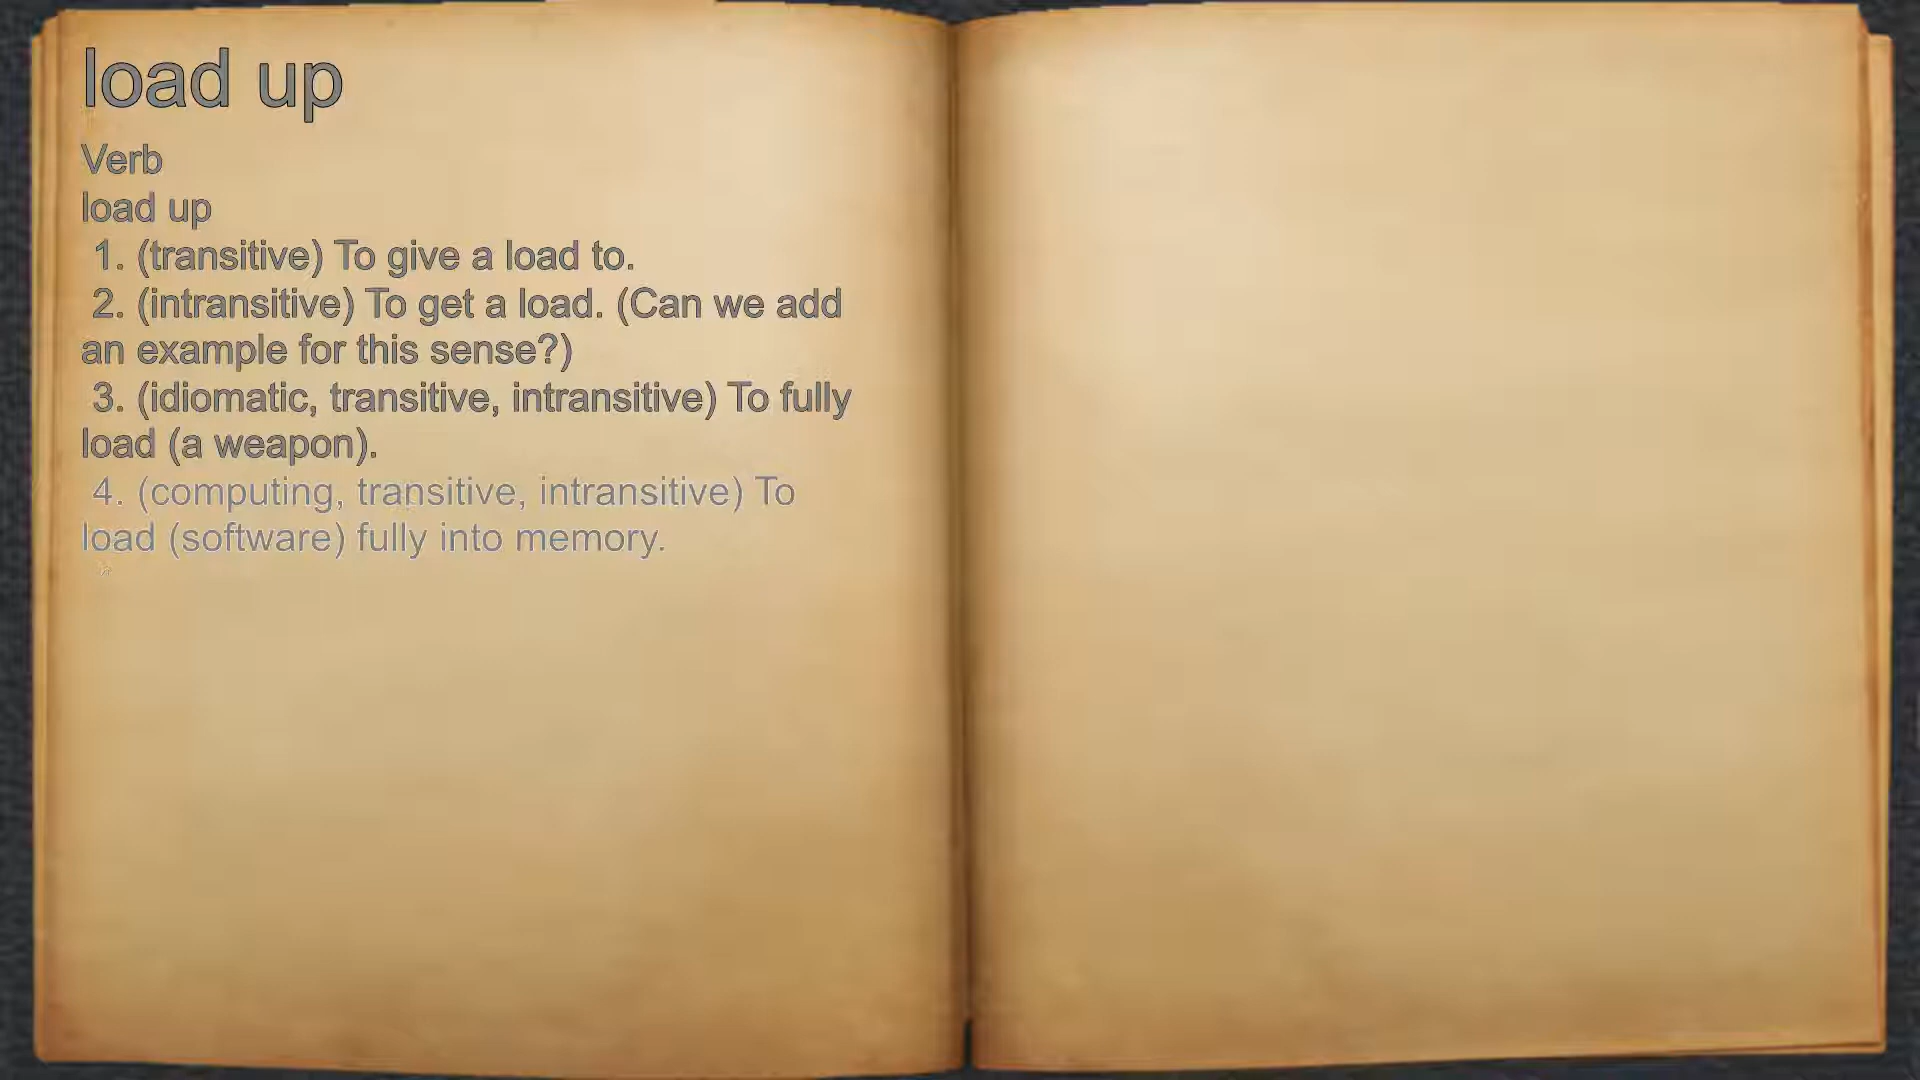 load up
Verb
load up
1. (transitive) To give a load to.
2. (intransitive) To get a load. (Can we add
an example for this sense?)
3. (idiomatic, transitive, intransitive) To fully
load (a weapon).
4. (computing, transitive, intransitive) To
load (software) fully into memory.